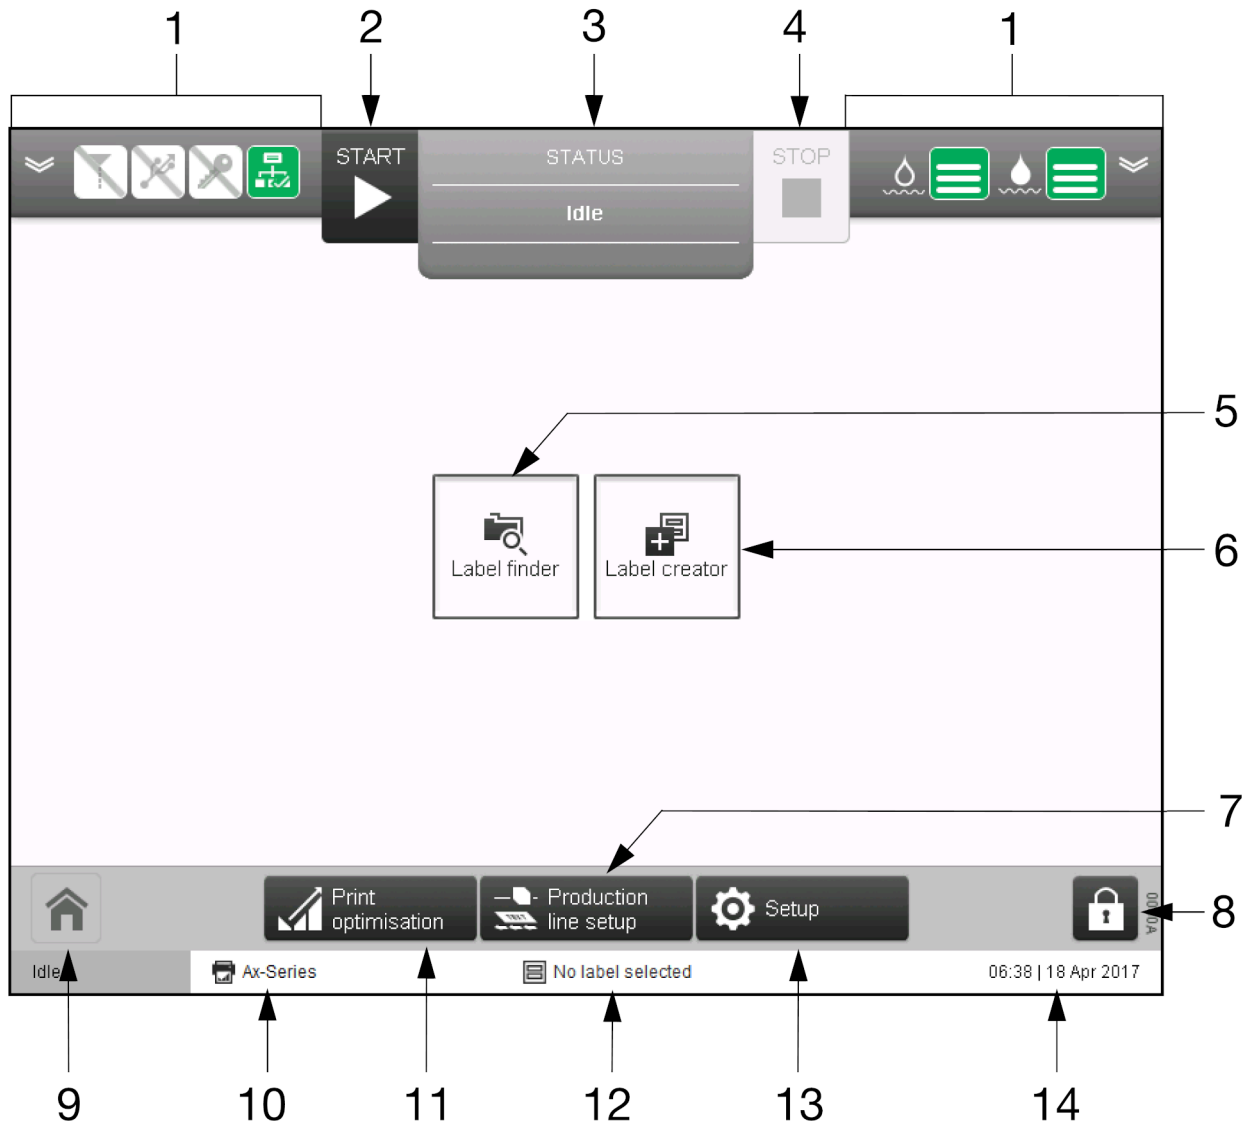 1 2 3 4 1
START STATUS STOP
Idle
5
Label finder Label creator
6
7
Print optimisation
Production line setup
Setup
8
Idle Ax-Series No label selected 06:38 | 18 Apr 2017
9 10 11 12 13 14